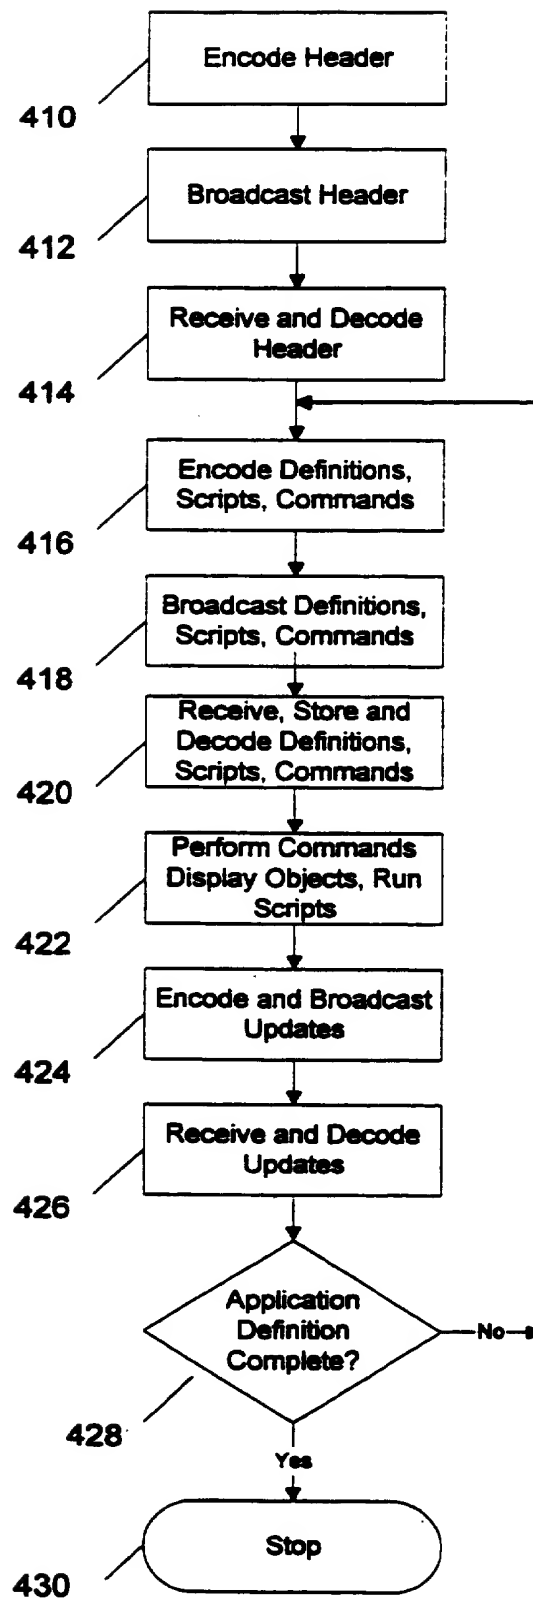 Encode Header
410
Broadcast Header
412
Receive and Decode
Header
414
Encode Definitions,
Scripts, Commands
416
Broadcast Definitions,
Scripts, Commands
418
Receive, Store and
Decode Definitions,
Scripts, Commands
420
Perform Commands
Display Objects, Run
Scripts
422
Encode and Broadcast
Updates
424
Receive and Decode
Updates
426
Application
Definition
Complete?
No
428
Yes
Stop
430